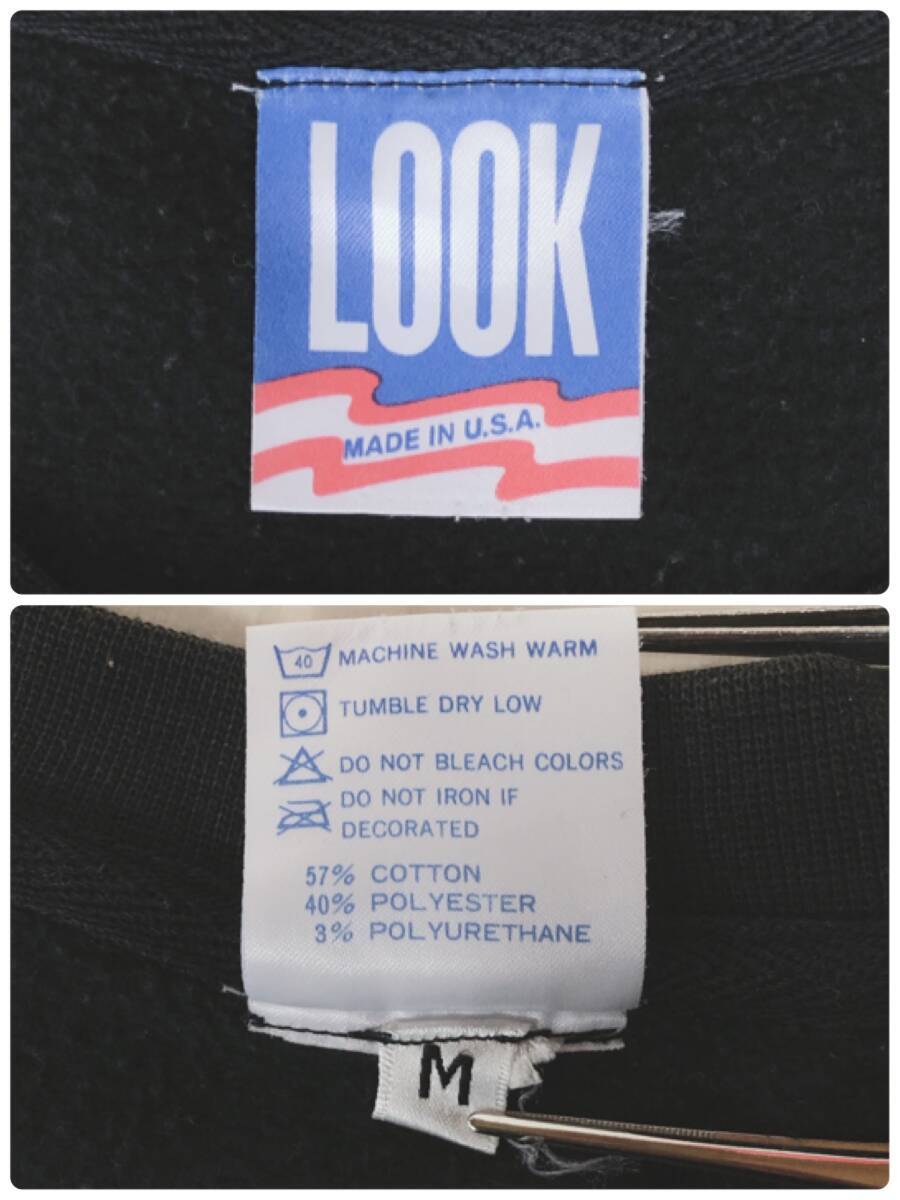 LOOK
MADE IN U.S.A.
40 MACHINE WASH WARM
TUMBLE DRY LOW
DO NOT BLEACH COLORS
DO NOT IRON IF
DECORATED
57% COTTON
40% POLYESTER
3% POLYURETHANE
M